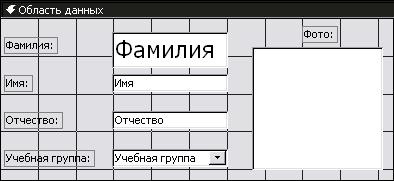 Область данных
Фото:
Фамилия: Фамилия
Имя: Имя
Отчество: Отчество
Учебная группа: Учебная группа